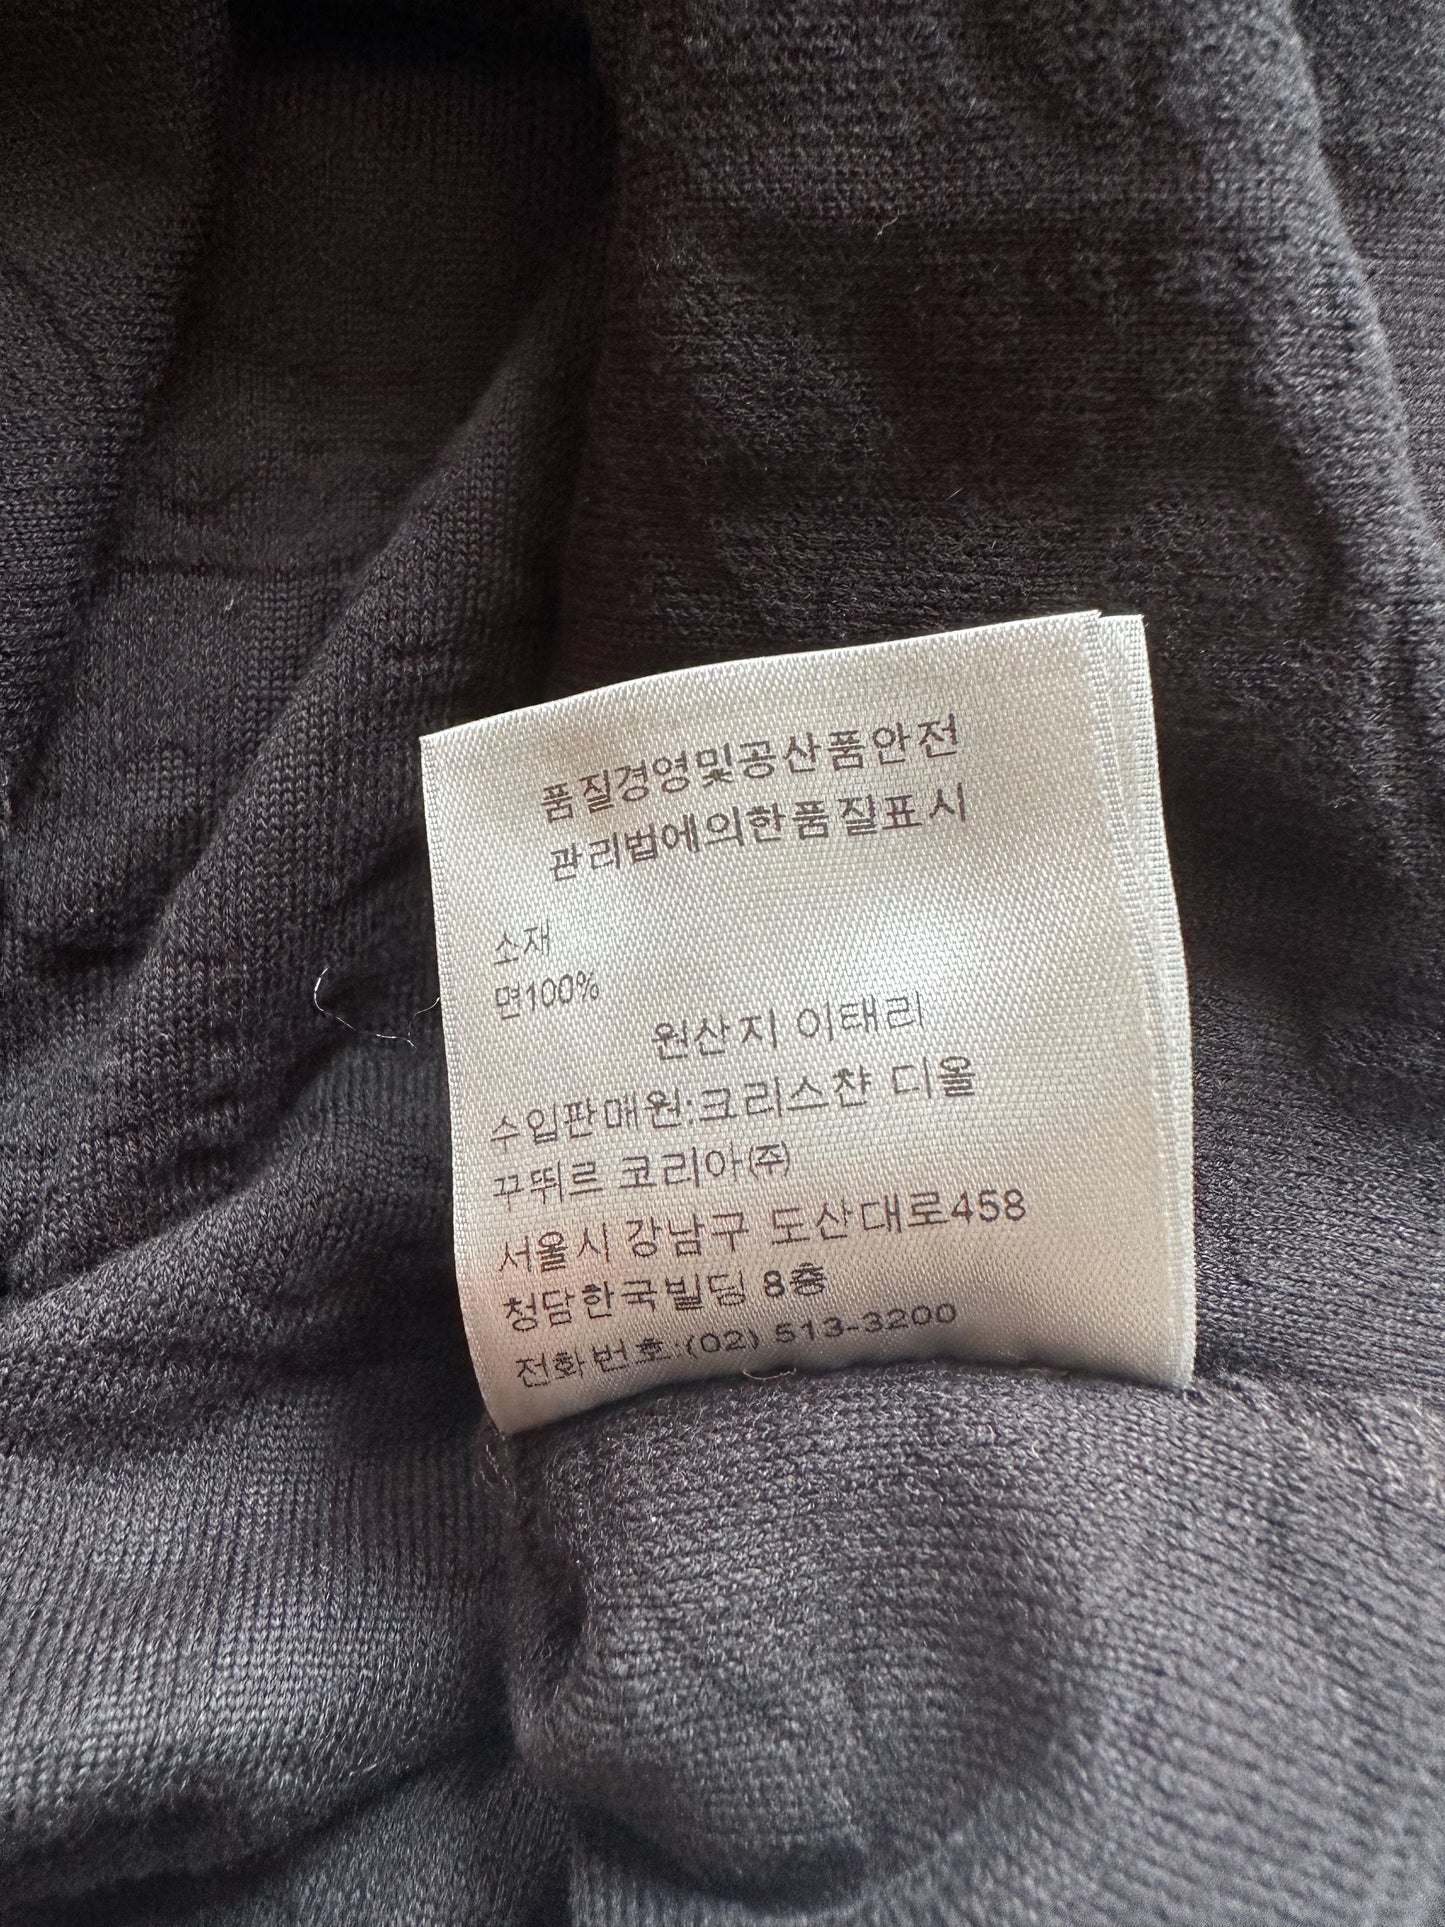 품질경영및공산품안전
관리법에의한품질표시
소재
면100%
원산지 이태리
수입판매원:크리스챤 디올
꾸뛰르 코리아㈜
서울시 강남구 도산대로458
청담한국빌딩 8층
전화번호:(02) 513-3200